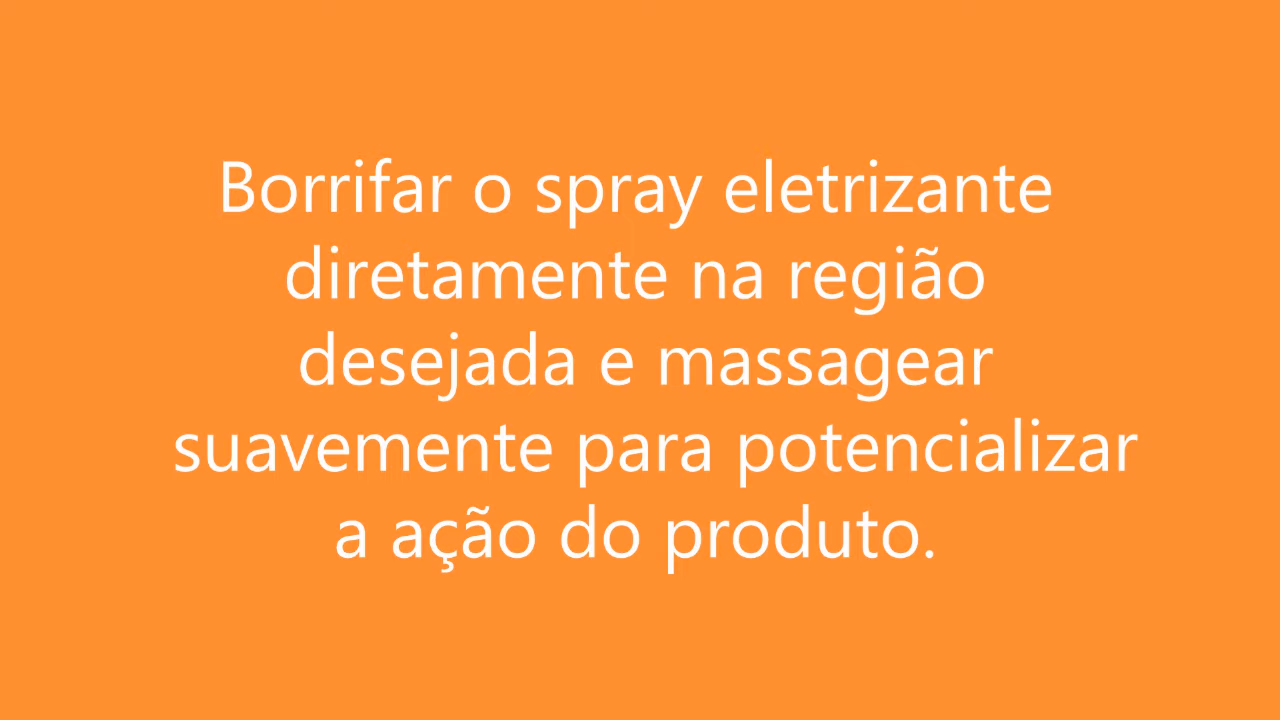 Borrifar o spray eletrizante
diretamente na região
desejada e massagear
suavemente para potencializar
a ação do produto.